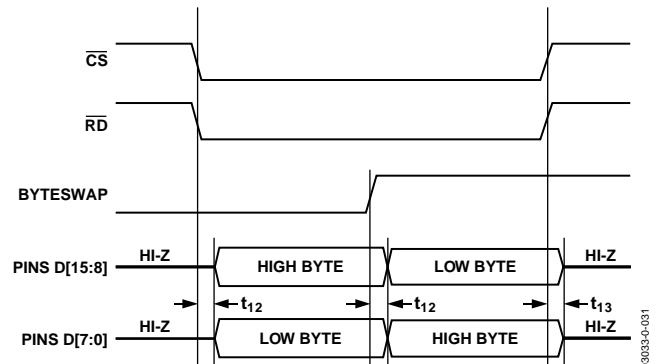 CS
RD
BYTESWAP
PINS D[15:8] HI-Z HIGH BYTE LOW BYTE HI-Z
t12 t12 t13
PINS D[7:0] HI-Z LOW BYTE HIGH BYTE HI-Z
03033-0-031